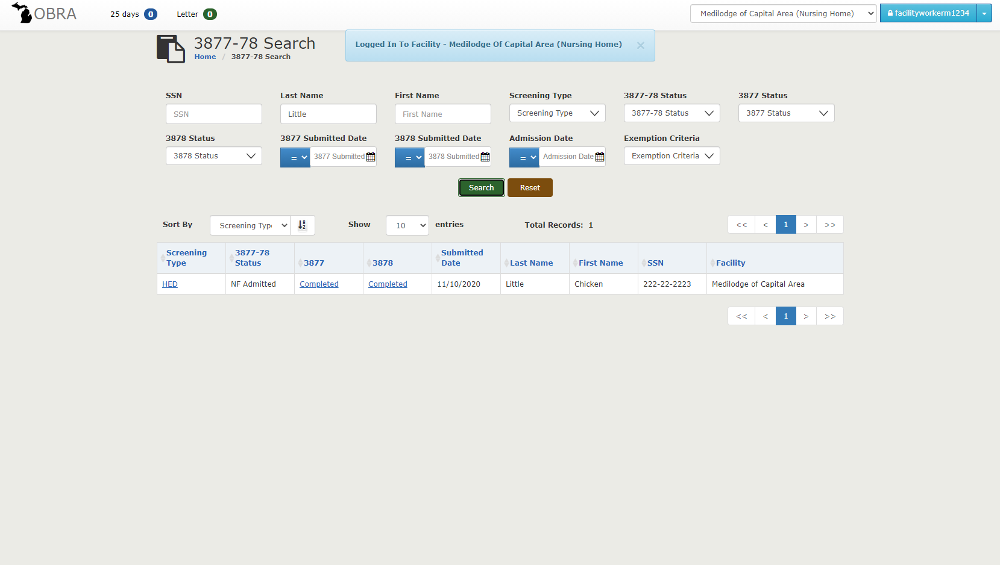 OBRA
25 days 0
Letter 0
Medilodge of Capital Area (Nursing Home)
facilityworkerm1234
3877-78 Search
Home / 3877-78 Search
Logged In To Facility - Medilodge Of Capital Area (Nursing Home) ×
SSN Last Name First Name Screening Type 3877-78 Status 3877 Status
SSN Little First Name Screening Type 3877-78 Status 3877 Status
3878 Status 3877 Submitted Date 3878 Submitted Date Admission Date Exemption Criteria
3878 Status = 3877 Submitted = 3878 Submitted = Admission Date Exemption Criteria
Search Reset
Sort By Screening Type Show 10 entries Total Records: 1 << < 1 > >>
Screening Type 3877-78 Status 3877 3878 Submitted Date Last Name First Name SSN Facility
HED NF Admitted Completed Completed 11/10/2020 Little Chicken 222-22-2223 Medilodge of Capital Area
<< < 1 > >>